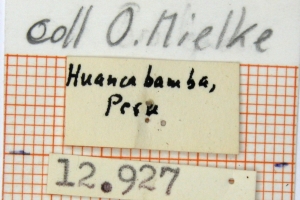 coll O. Mielke
Huancabamba,
Peru
12.927